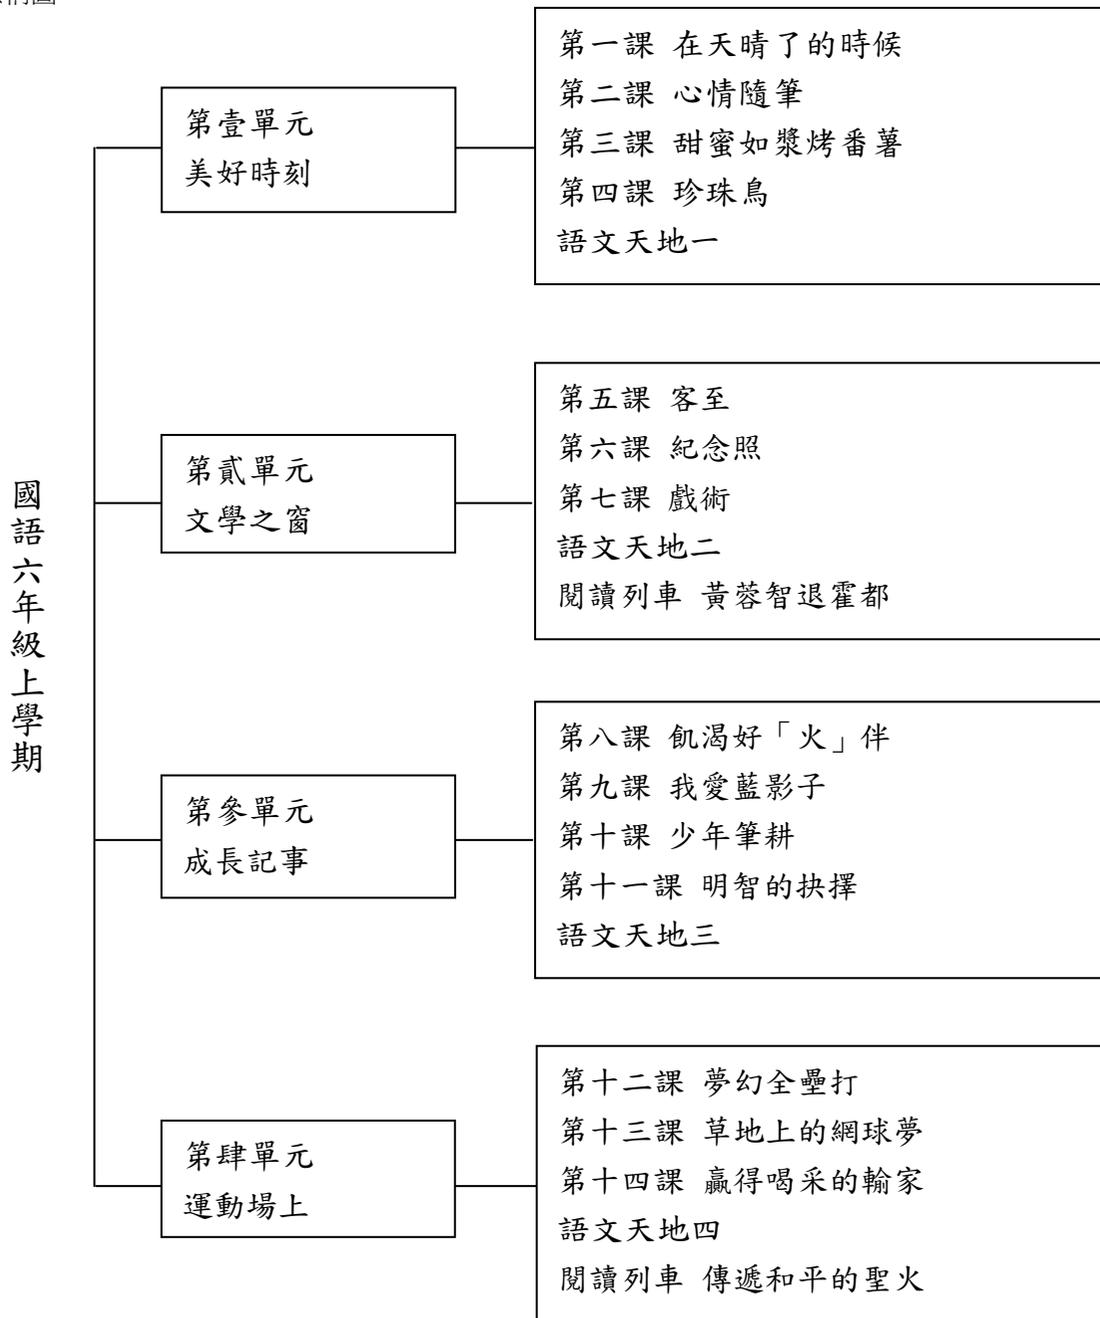 國語六年級上學期
第壹單元
美好時刻
第一課 在天晴了的時候
第二課 心情隨筆
第三課 甜蜜如漿烤番薯
第四課 珍珠鳥
語文天地一
第貳單元
文學之窗
第五課 客至
第六課 紀念照
第七課 戲術
語文天地二
閱讀列車 黃蓉智退霍都
第參單元
成長記事
第八課 飢渴好「火」伴
第九課 我愛藍影子
第十課 少年筆耕
第十一課 明智的抉擇
語文天地三
第肆單元
運動場上
第十二課 夢幻全壘打
第十三課 草地上的網球夢
第十四課 贏得喝采的輸家
語文天地四
閱讀列車 傳遞和平的聖火